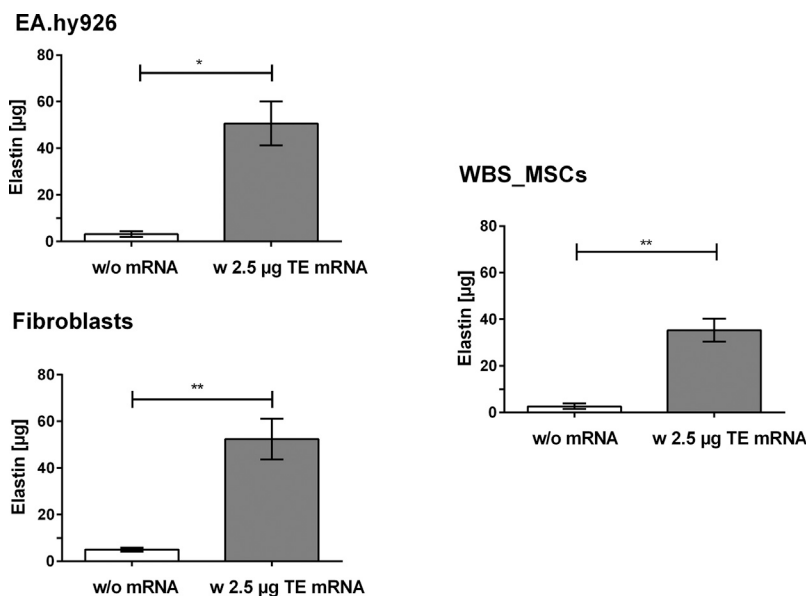 EA.hy926
80
60
40
20
0
Elastin [µg]
*
w/o mRNA
w 2.5 µg TE mRNA
Fibroblasts
80
60
40
20
0
Elastin [µg]
**
w/o mRNA
w 2.5 µg TE mRNA
WBS_MSCs
80
60
40
20
0
Elastin [µg]
**
w/o mRNA
w 2.5 µg TE mRNA